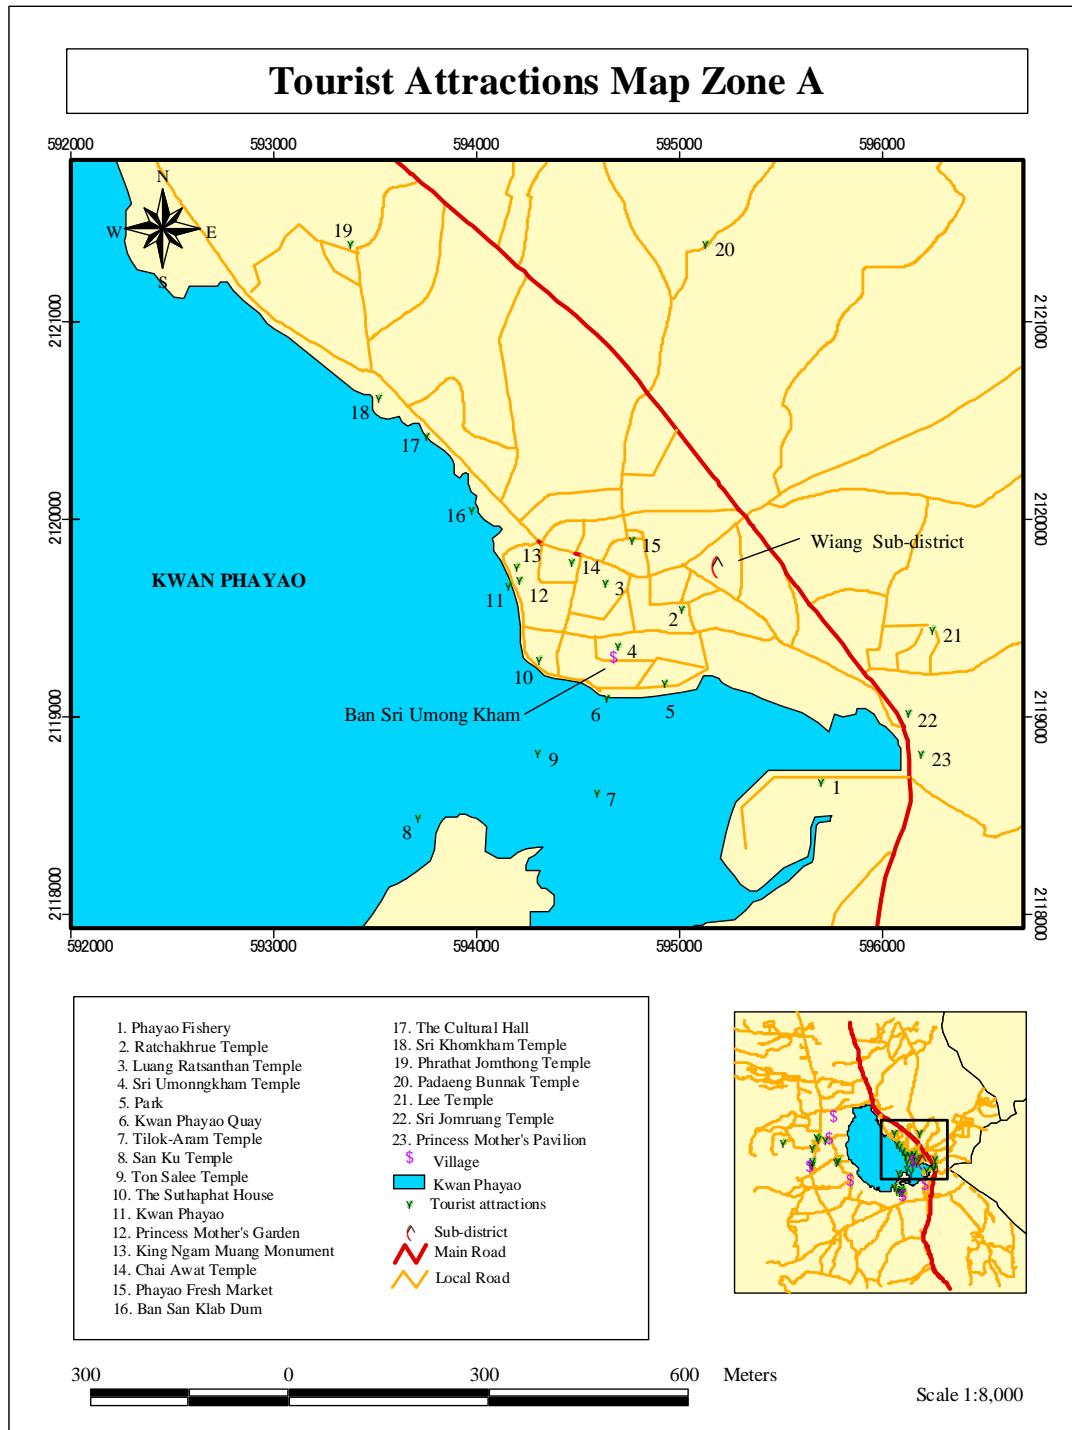 Tourist Attractions Map Zone A
592000 593000 594000 595000 596000
N
W E
S
19
20
2121000 2121000
18
17
16
2120000 2120000
KWAN PHAYAO
13
15
Wiang Sub-district
14
11 12 3
2
21
4
10
Ban Sri Umong Kham
6 5
22
2119000 2119000
9
23
7
1
8
2118000 2118000
592000 593000 594000 595000 596000
1. Phayao Fishery
2. Ratchakhrue Temple
3. Luang Ratsanthan Temple
4. Sri Umonngkham Temple
5. Park
6. Kwan Phayao Quay
7. Tilok-Aram Temple
8. San Ku Temple
9. Ton Salee Temple
10. The Suthaphat House
11. Kwan Phayao
12. Princess Mother's Garden
13. King Ngam Muang Monument
14. Chai Awat Temple
15. Phayao Fresh Market
16. Ban San Klab Dum
17. The Cultural Hall
18. Sri Khomkham Temple
19. Phrathat Jomthong Temple
20. Padaeng Bunnak Temple
21. Lee Temple
22. Sri Jomruang Temple
23. Princess Mother's Pavilion
$ Village
Kwan Phayao
Tourist attractions
Sub-district
Main Road
Local Road
300 0 300 600 Meters
Scale 1:8,000